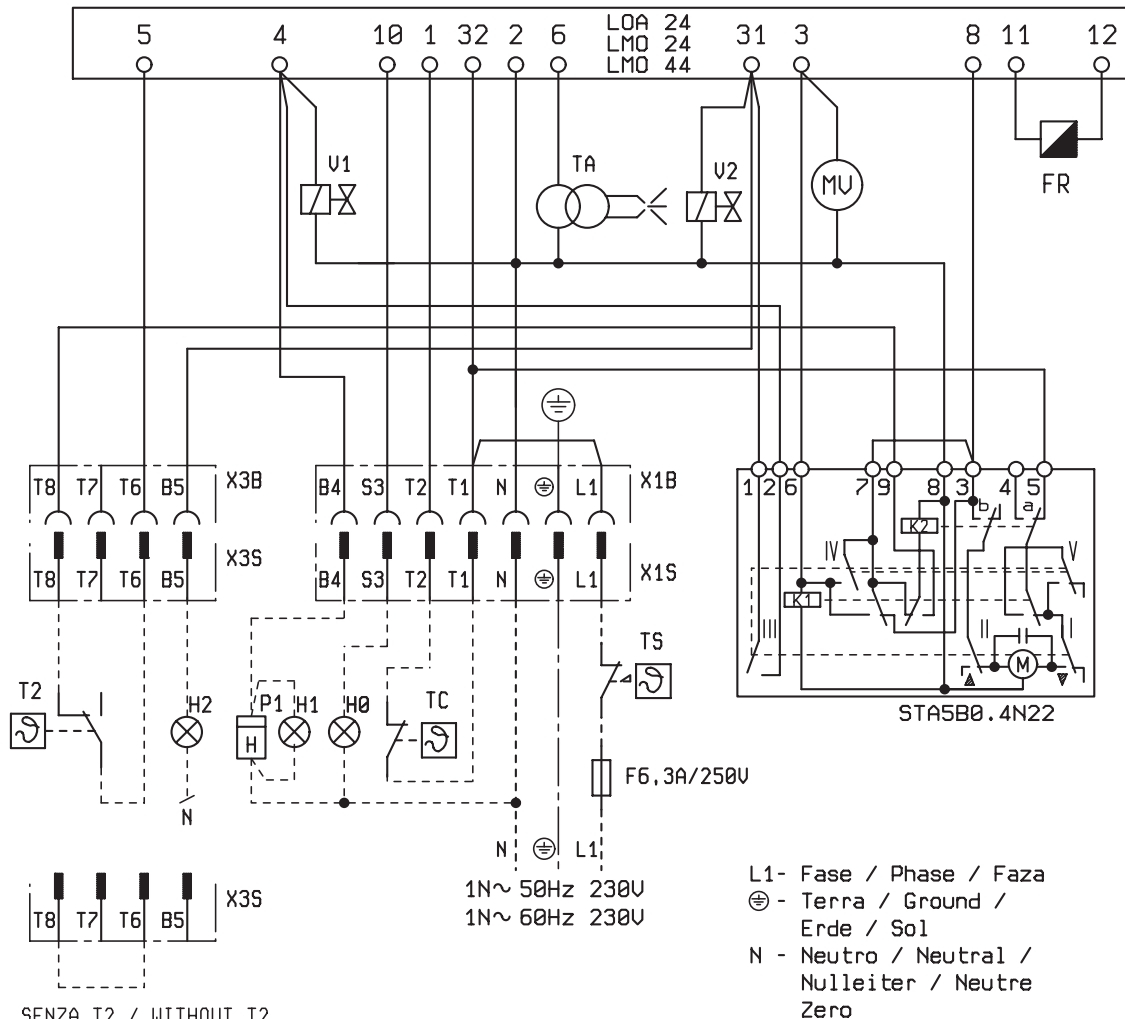 LOA 24
LMO 24
LMO 44
5 4 10 1 32 2 6 31 3 8 11 12
V1 TA V2 MV FR
T8 T7 T6 B5 X3B
B4 S3 T2 T1 N L1 X1B
1 2 6 7 9 8 3 4 5
b a
K2
IV V
K1
III II I
M
STA5B0.4N22
X3S
T8 T7 T6 B5
X1S
B4 S3 T2 T1 N L1
T2 H2 P1 H1 H0 TC TS
H
N
F6,3A/250V
N L1
1N~ 50Hz 230V
1N~ 60Hz 230V
X3S
T8 T7 T6 B5
SENZA T2 / WITHOUT T2
L1- Fase / Phase / Faza
- Terra / Ground /
Erde / Sol
N - Neutro / Neutral /
Nulleiter / Neutre
Zero